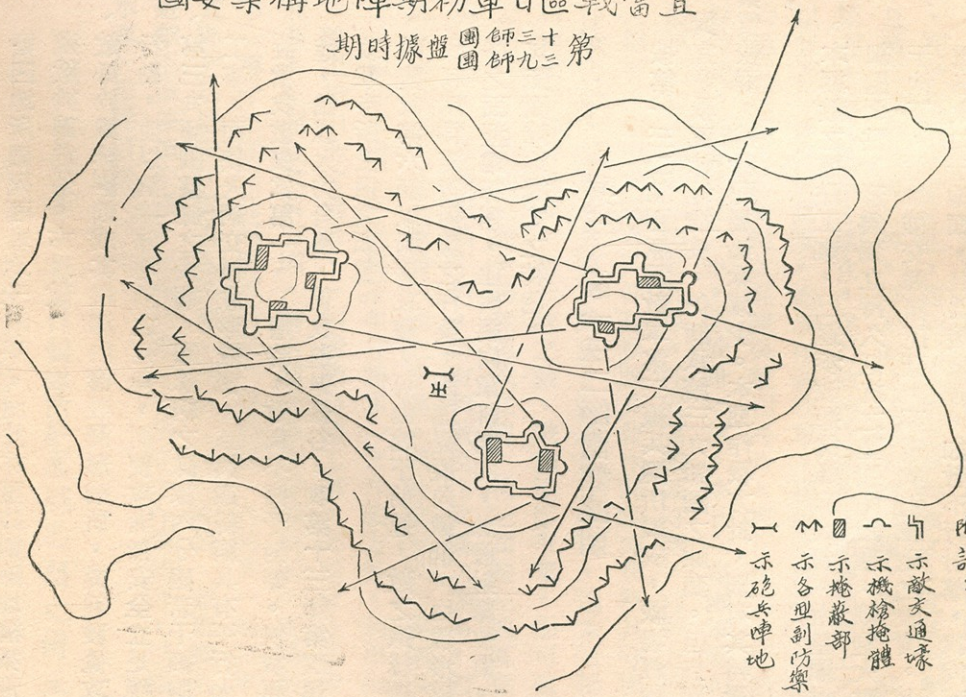 宜當戰區日軍初期陣地構築要圖
第十三師團
三九師團
盤據時期
示敵交通壕
示機槍掩體
示掩蔽部
示各型副防禦
示砲兵陣地